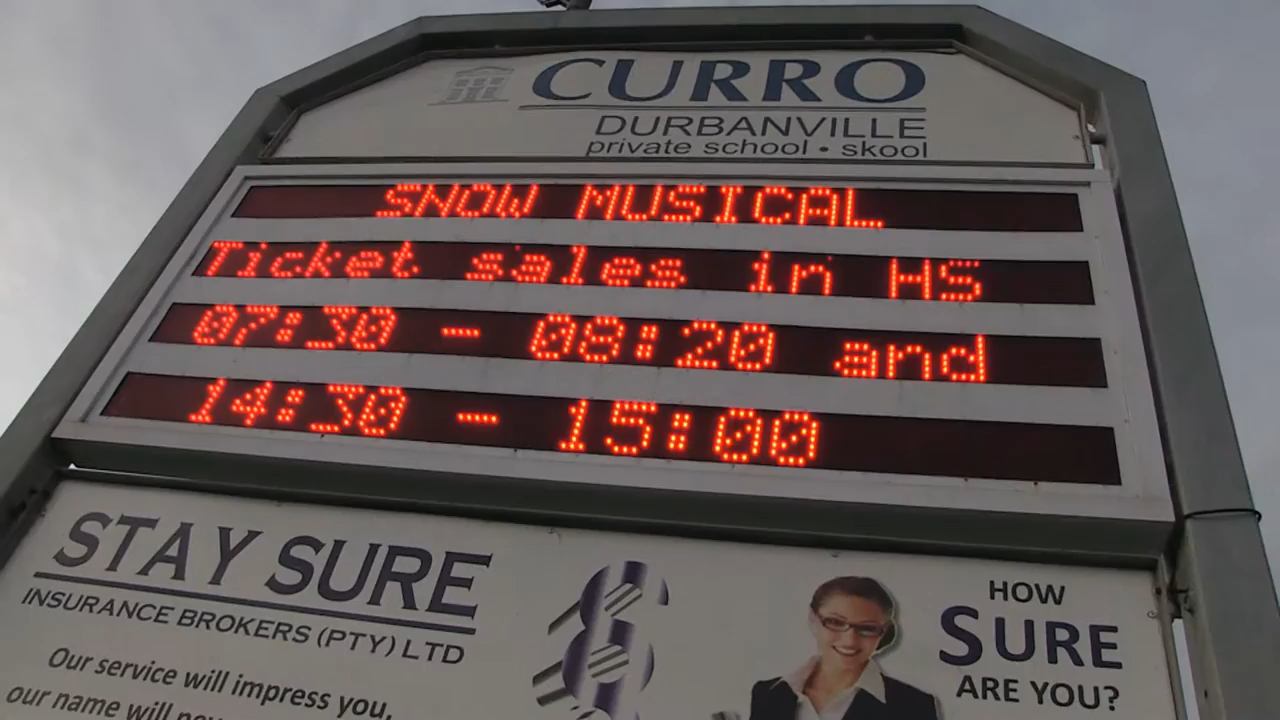 CURRO
DURBANVILLE
private school • skool
SNOW MUSICAL
Ticket sales in HS
07:30 - 08:20 and
14:30 - 15:00
STAY SURE
INSURANCE BROKERS (PTY) LTD
Our service will impress you,
our name will
HOW
SURE
ARE YOU?